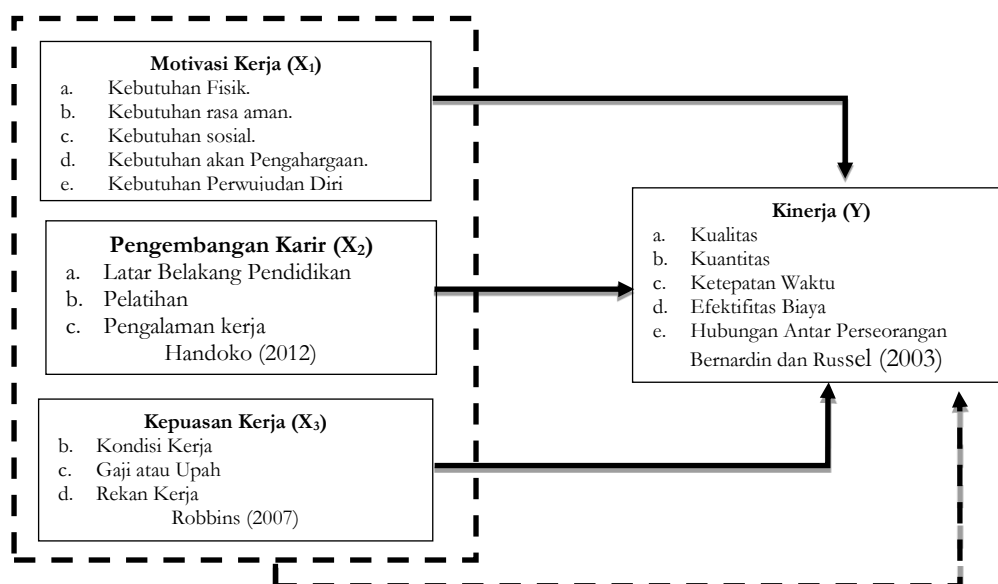 Motivasi Kerja (X₁)
a. Kebutuhan Fisik.
b. Kebutuhan rasa aman.
c. Kebutuhan sosial.
d. Kebutuhan akan Pengahargaan.
e. Kebutuhan Perwujudan Diri
Pengembangan Karir (X₂)
a. Latar Belakang Pendidikan
b. Pelatihan
c. Pengalaman kerja
Handoko (2012)
Kepuasan Kerja (X₃)
b. Kondisi Kerja
c. Gaji atau Upah
d. Rekan Kerja
Robbins (2007)
Kinerja (Y)
a. Kualitas
b. Kuantitas
c. Ketepatan Waktu
d. Efektifitas Biaya
e. Hubungan Antar Perseorangan
Bernardin dan Russel (2003)